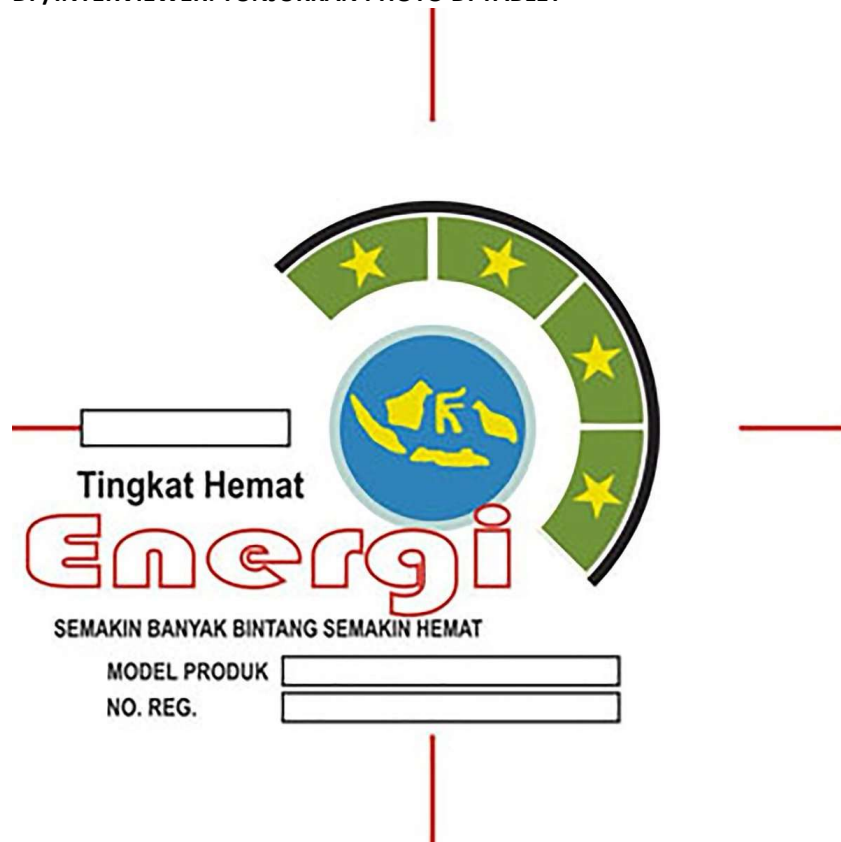 Tingkat Hemat
Energi
SEMAKIN BANYAK BINTANG SEMAKIN HEMAT
MODEL PRODUK
NO. REG.